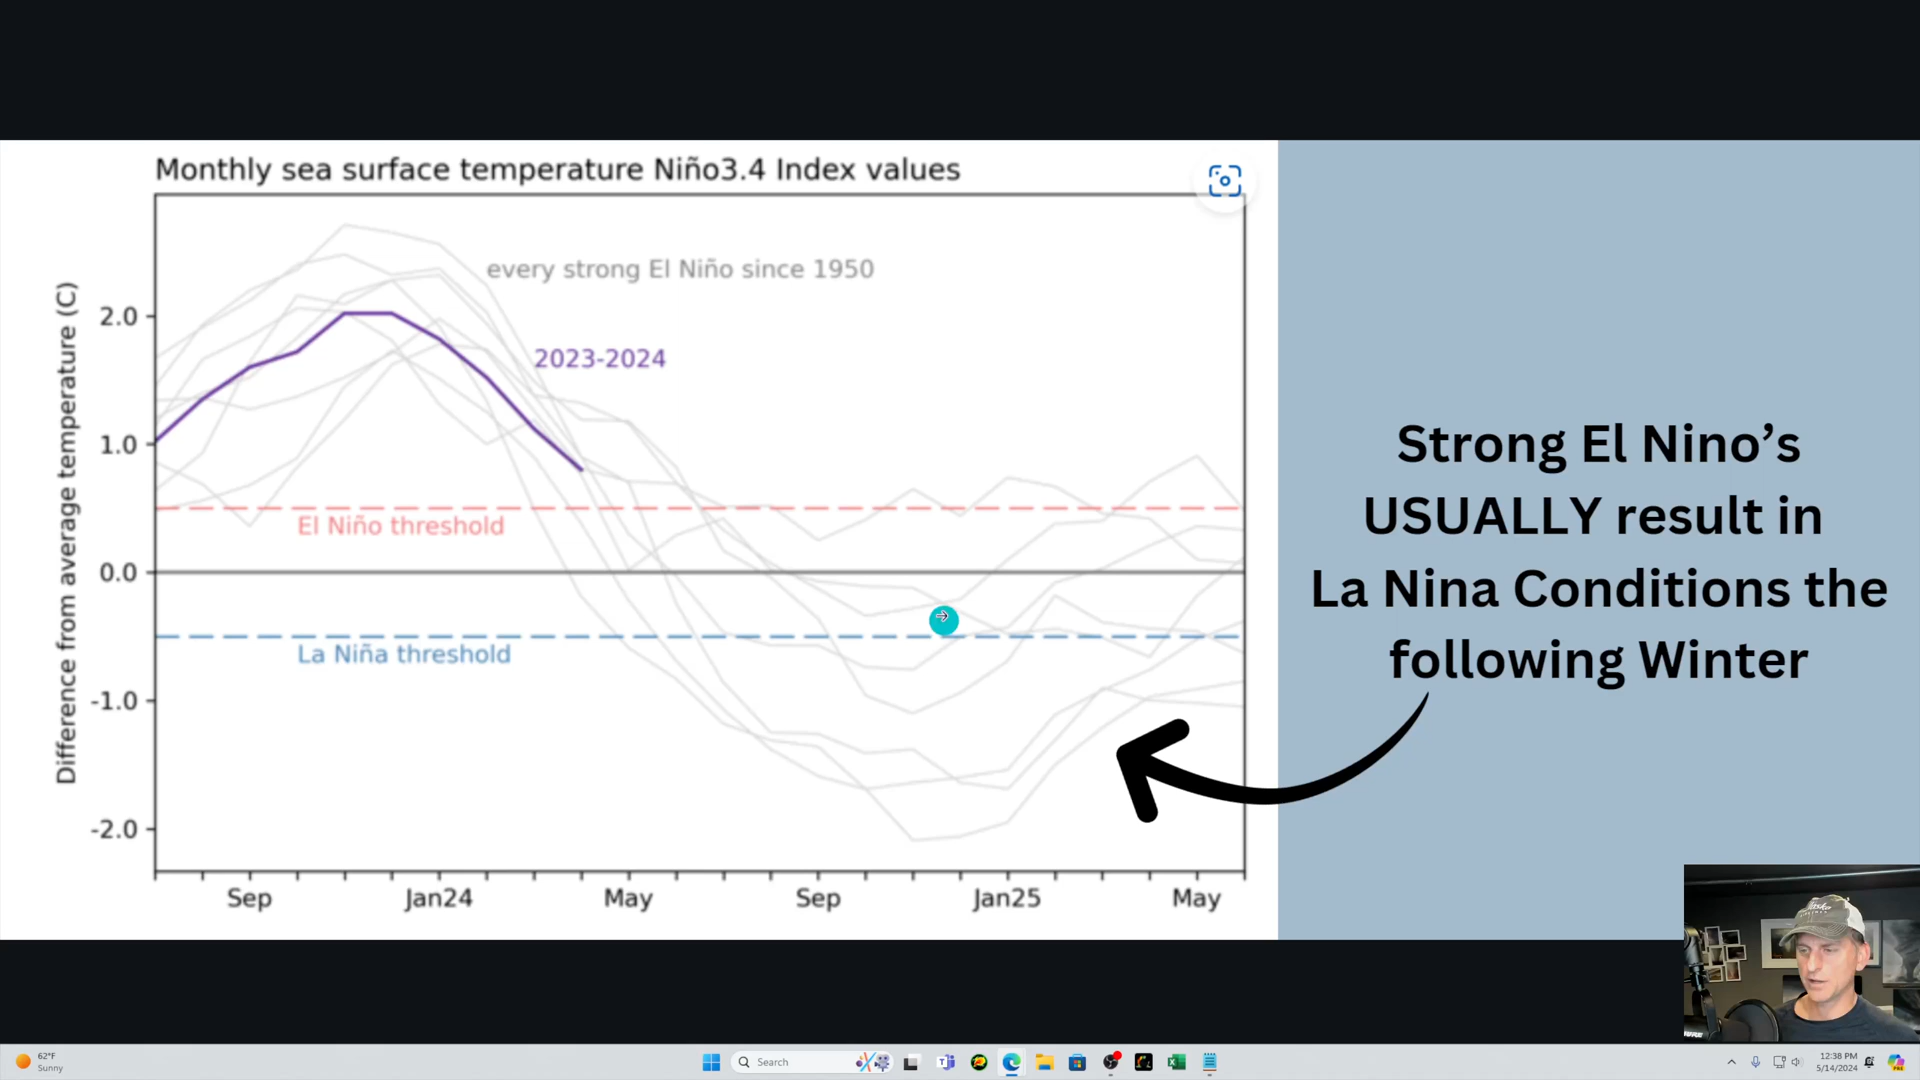 Monthly sea surface temperature Niño3.4 Index values
every strong El Niño since 1950
2023-2024
El Niño threshold
La Niña threshold
Difference from average temperature (C)
2.0
1.0
0.0
-1.0
-2.0
Sep
Jan24
May
Sep
Jan25
May
Strong El Nino’s
USUALLY result in
La Nina Conditions the
following Winter
62°F
Sunny
Search
12:38 PM
5/14/2024